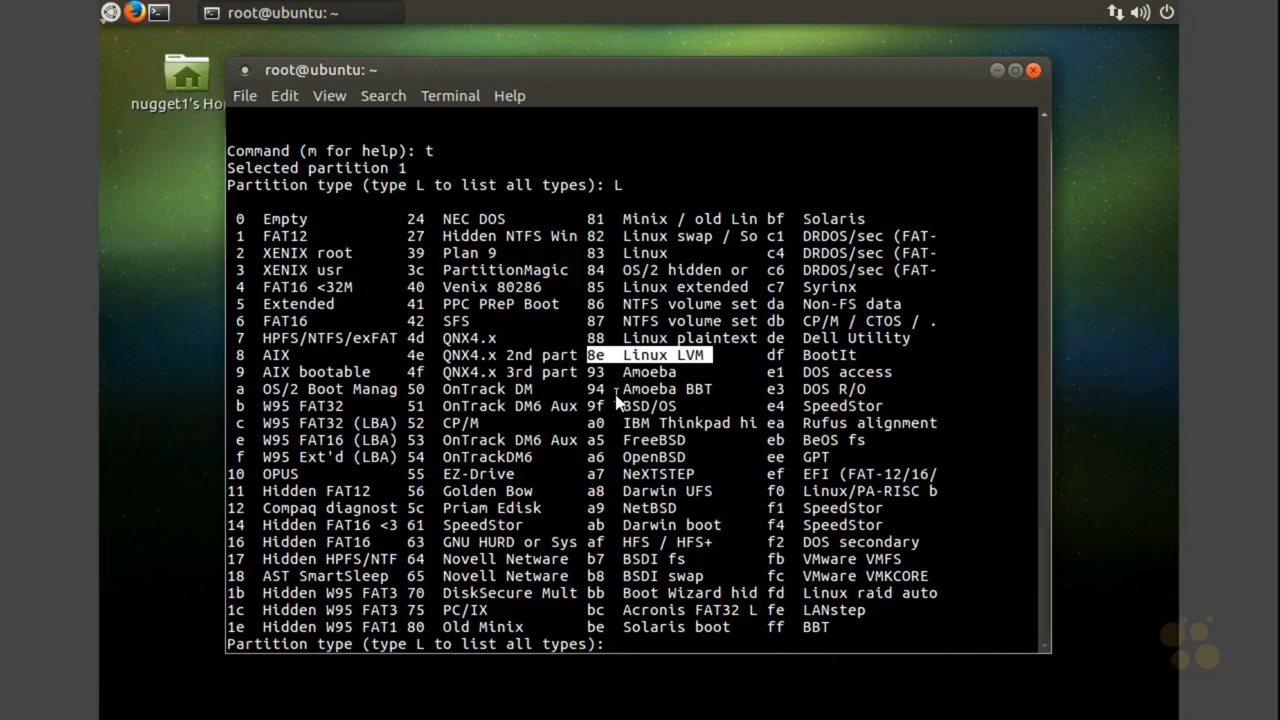 root@ubuntu: ~
nugget1's Ho
root@ubuntu: ~
File Edit View Search Terminal Help
Command (m for help): t
Selected partition 1
Partition type (type L to list all types): L
0 Empty 24 NEC DOS 81 Minix / old Lin bf Solaris
1 FAT12 27 Hidden NTFS Win 82 Linux swap / So c1 DRDOS/sec (FAT-
2 XENIX root 39 Plan 9 83 Linux c4 DRDOS/sec (FAT-
3 XENIX usr 3c PartitionMagic 84 OS/2 hidden or c6 DRDOS/sec (FAT-
4 FAT16 <32M 40 Venix 80286 85 Linux extended c7 Syrinx
5 Extended 41 PPC PReP Boot 86 NTFS volume set da Non-FS data
6 FAT16 42 SFS 87 NTFS volume set db CP/M / CTOS / .
7 HPFS/NTFS/exFAT 4d QNX4.x 88 Linux plaintext de Dell Utility
8 AIX 4e QNX4.x 2nd part 8e Linux LVM df BootIt
9 AIX bootable 4f QNX4.x 3rd part 93 Amoeba e1 DOS access
a OS/2 Boot Manag 50 OnTrack DM 94 Amoeba BBT e3 DOS R/O
b W95 FAT32 51 OnTrack DM6 Aux 9f BSD/OS e4 SpeedStor
c W95 FAT32 (LBA) 52 CP/M a0 IBM Thinkpad hi ea Rufus alignment
e W95 FAT16 (LBA) 53 OnTrack DM6 Aux a5 FreeBSD eb BeOS fs
f W95 Ext'd (LBA) 54 OnTrackDM6 a6 OpenBSD ee GPT
10 OPUS 55 EZ-Drive a7 NeXTSTEP ef EFI (FAT-12/16/
11 Hidden FAT12 56 Golden Bow a8 Darwin UFS f0 Linux/PA-RISC b
12 Compaq diagnost 5c Priam Edisk a9 NetBSD f1 SpeedStor
14 Hidden FAT16 <3 61 SpeedStor ab Darwin boot f4 SpeedStor
16 Hidden FAT16 63 GNU HURD or Sys af HFS / HFS+ f2 DOS secondary
17 Hidden HPFS/NTF 64 Novell Netware b7 BSDI fs fb VMware VMFS
18 AST SmartSleep 65 Novell Netware b8 BSDI swap fc VMware VMKCORE
1b Hidden W95 FAT3 70 DiskSecure Mult bb Boot Wizard hid fd Linux raid auto
1c Hidden W95 FAT3 75 PC/IX bc Acronis FAT32 L fe LANstep
1e Hidden W95 FAT1 80 Old Minix be Solaris boot ff BBT
Partition type (type L to list all types):